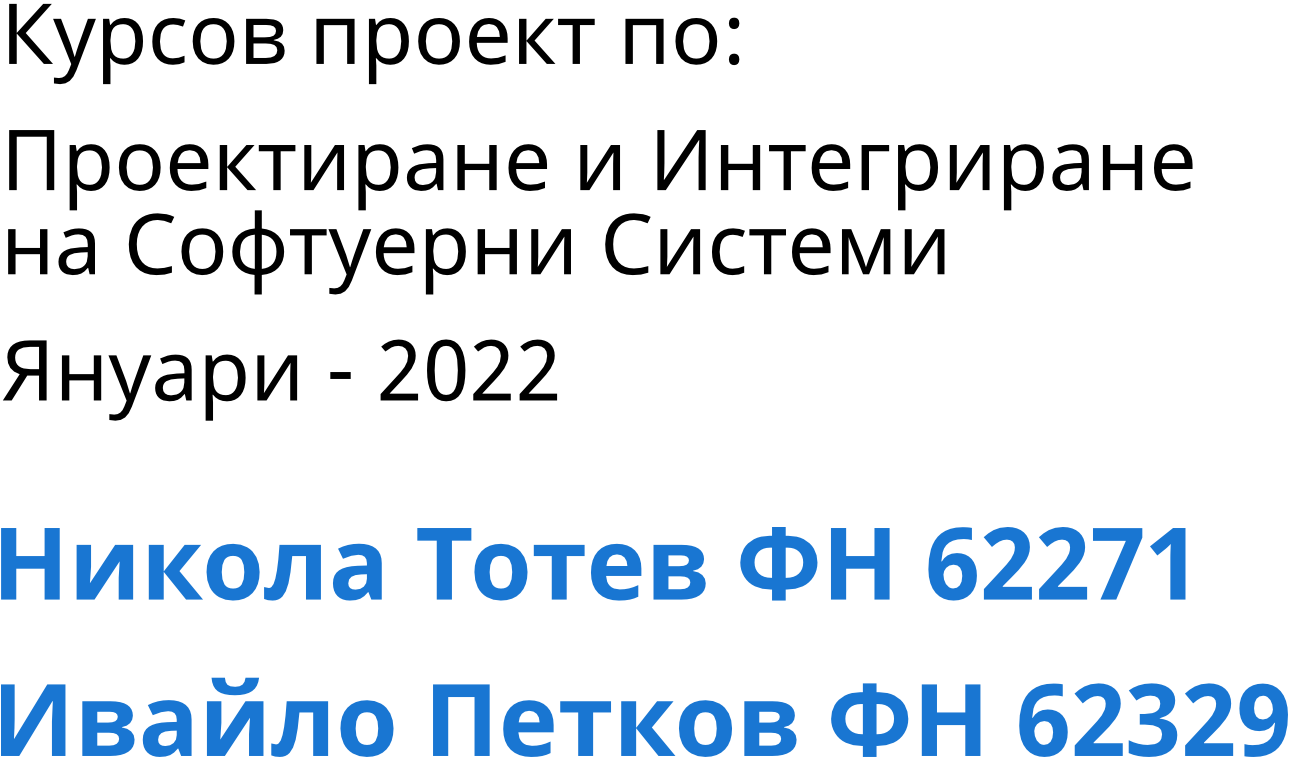 Курсов проект по:
Проектиране и Интегриране
на Софтуерни Системи
Януари - 2022
Никола Тотев ФН 62271
Ивайло Петков ФН 62329